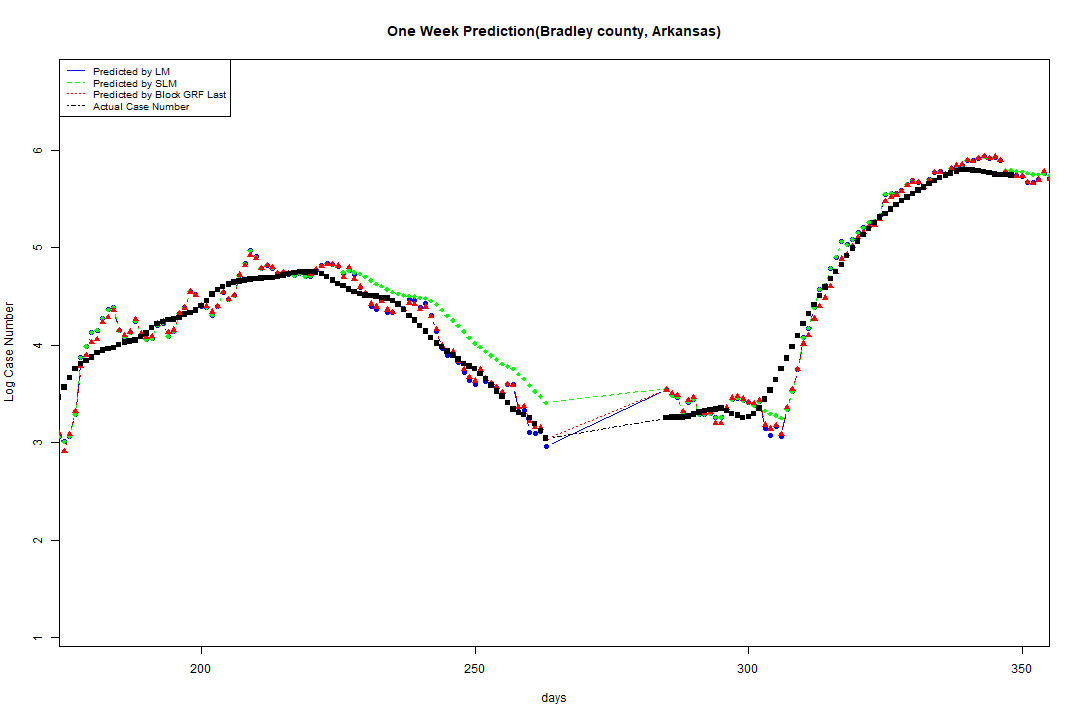 One Week Prediction(Bradley county, Arkansas)
Predicted by LM
Predicted by SLM
Predicted by Block GRF Last
Actual Case Number
6
5
4
3
2
1
Log Case Number
200 250 300 350
days